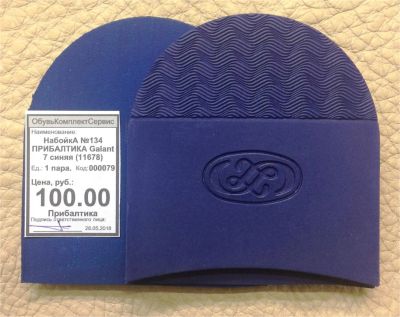 ОбувьКомплектСервис
Наименование
НабойкА №134
ПРИБАЛТИКА Galant
7 синяя (11678)
Ед.: 1 пара. Код:000079
Цена, руб.:
100.00
Прибалтика
Подпись ответственного лица:
26.05.2018